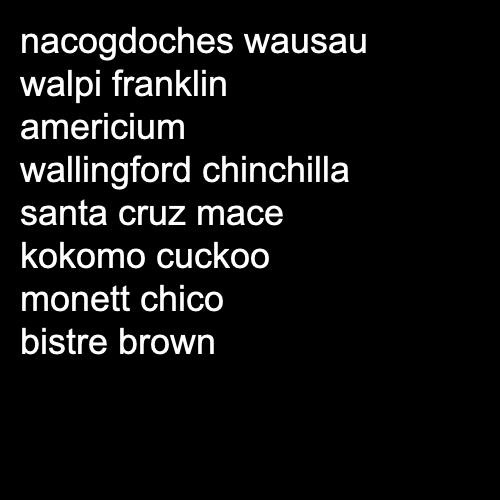 nacogdoches wausau
walpi franklin
americium
wallingford chinchilla
santa cruz mace
kokomo cuckoo
monett chico
bistre brown